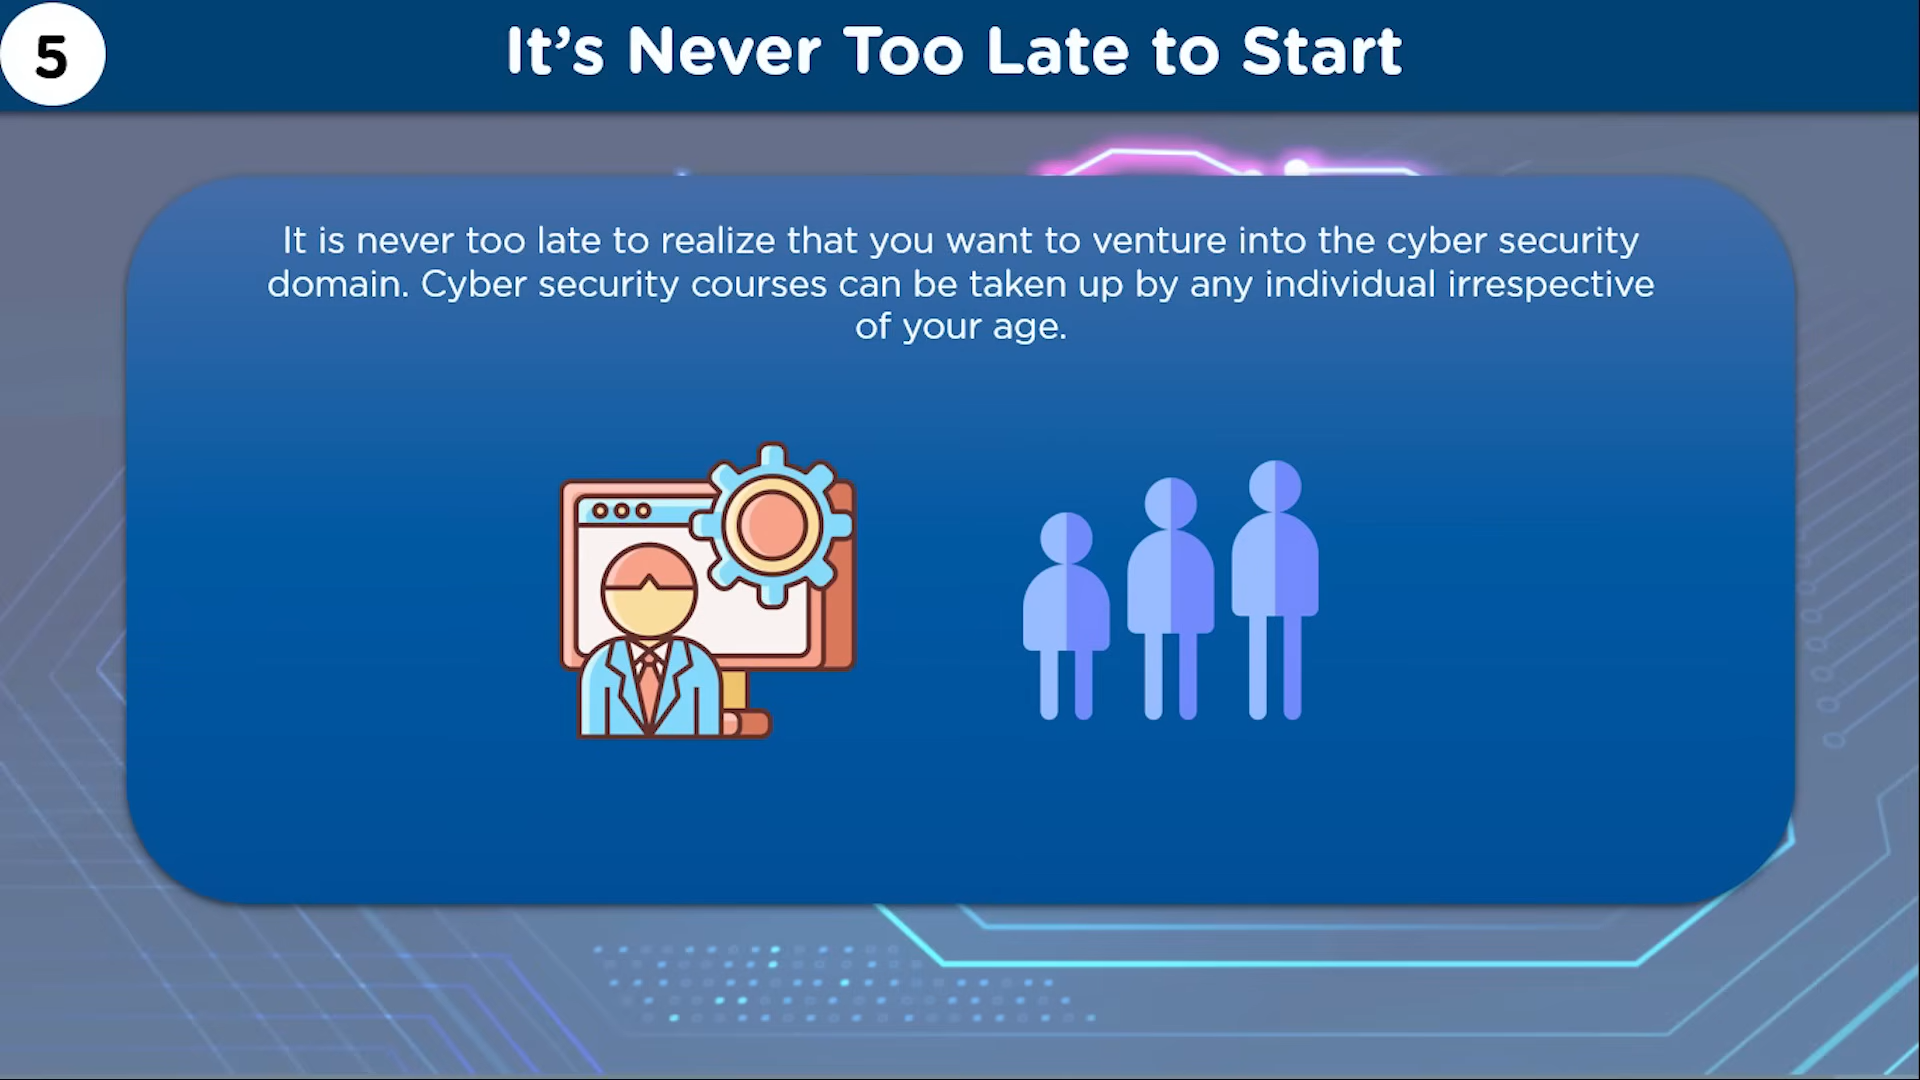 5
It’s Never Too Late to Start
It is never too late to realize that you want to venture into the cyber security
domain. Cyber security courses can be taken up by any individual irrespective
of your age.